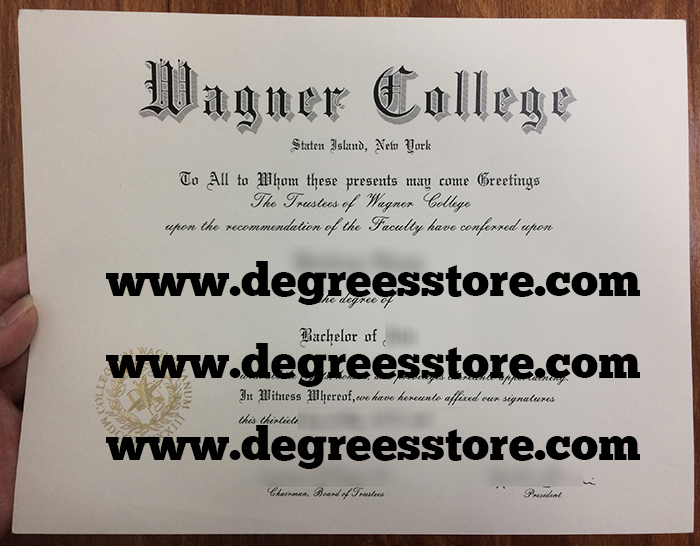 Wagner College
Staten Island, New York
To All to Whom these presents may come Greetings
The Trustees of Wagner College
upon the recommendation of the Faculty have conferred upon
www.degreesstore.com
the degree of
Bachelor of
www.degreesstore.com
appertaining.
In Witness Whereof, we have hereunto affixed our signatures
this thirtieth
www.degreesstore.com
Chairman, Board of Trustees
President